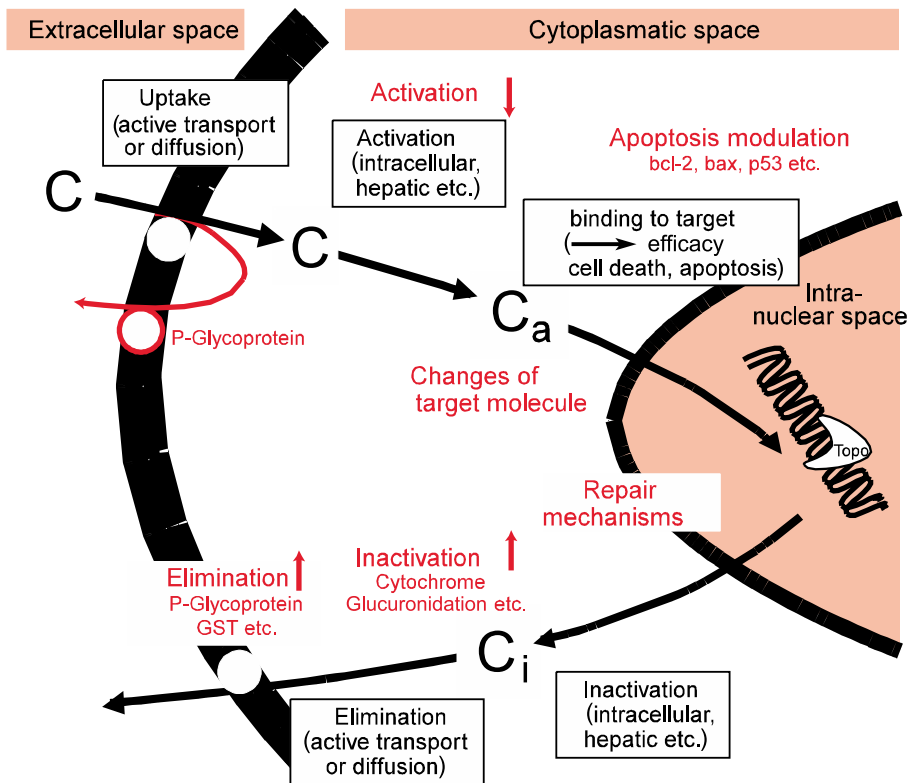 Extracellular space
Cytoplasmatic space
Uptake
(active transport
or diffusion)
Activation
Activation
(intracellular,
hepatic etc.)
Apoptosis modulation
bcl-2, bax, p53 etc.
C
C
binding to target
( efficacy
cell death, apoptosis)
Intra-
nuclear space
P-Glycoprotein
Ca
Changes of
target molecule
Topo
Repair
mechanisms
Elimination
P-Glycoprotein
GST etc.
Inactivation
Cytochrome
Glucuronidation etc.
Ci
Inactivation
(intracellular,
hepatic etc.)
Elimination
(active transport
or diffusion)